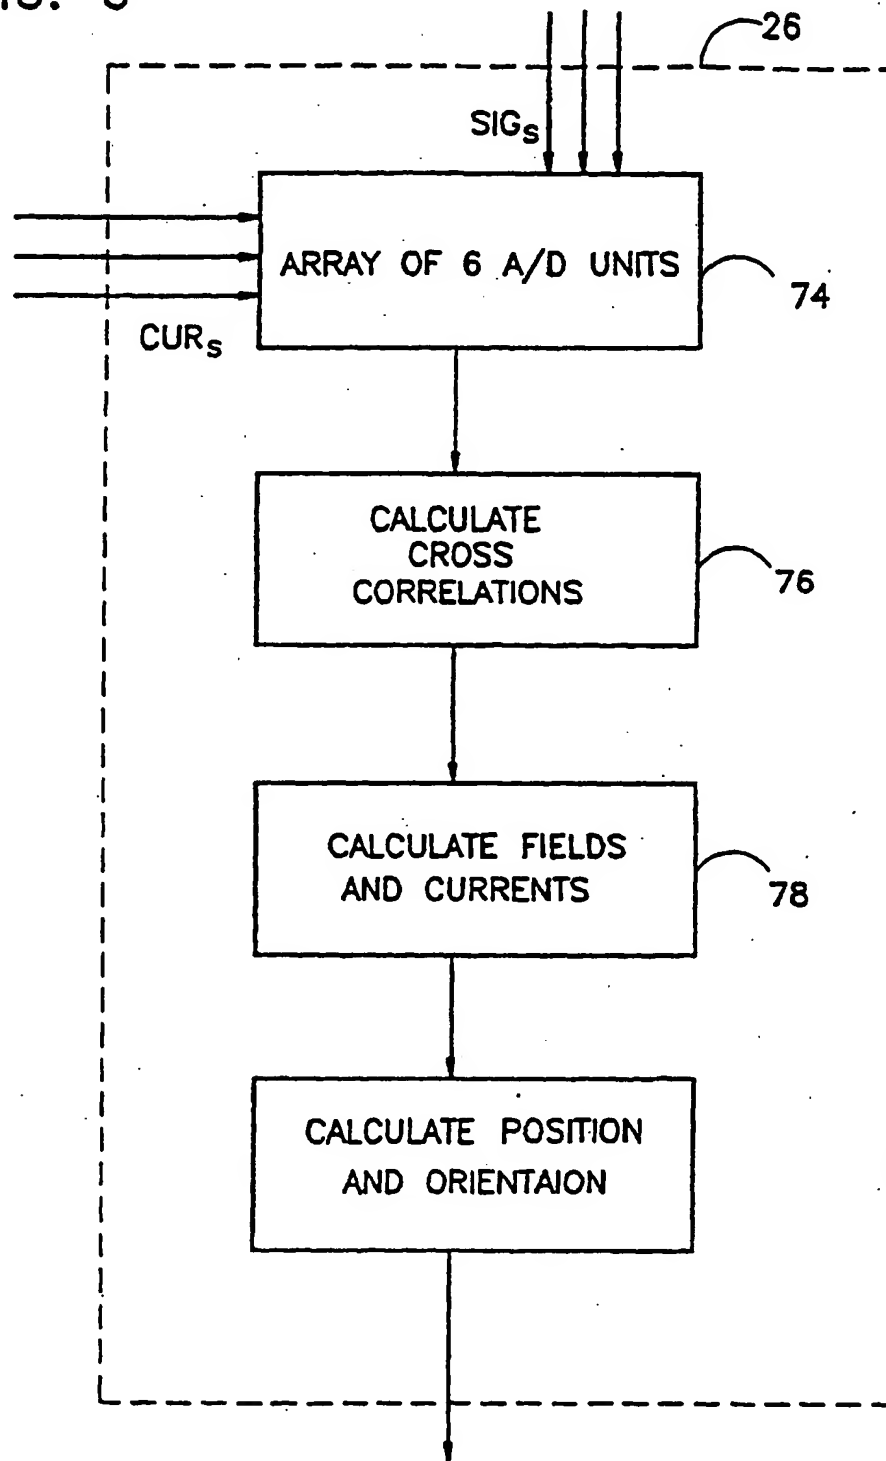 26
SIGs
ARRAY OF 6 A/D UNITS
74
CURs
CALCULATE
CROSS
CORRELATIONS
76
CALCULATE FIELDS
AND CURRENTS
78
CALCULATE POSITION
AND ORIENTAION